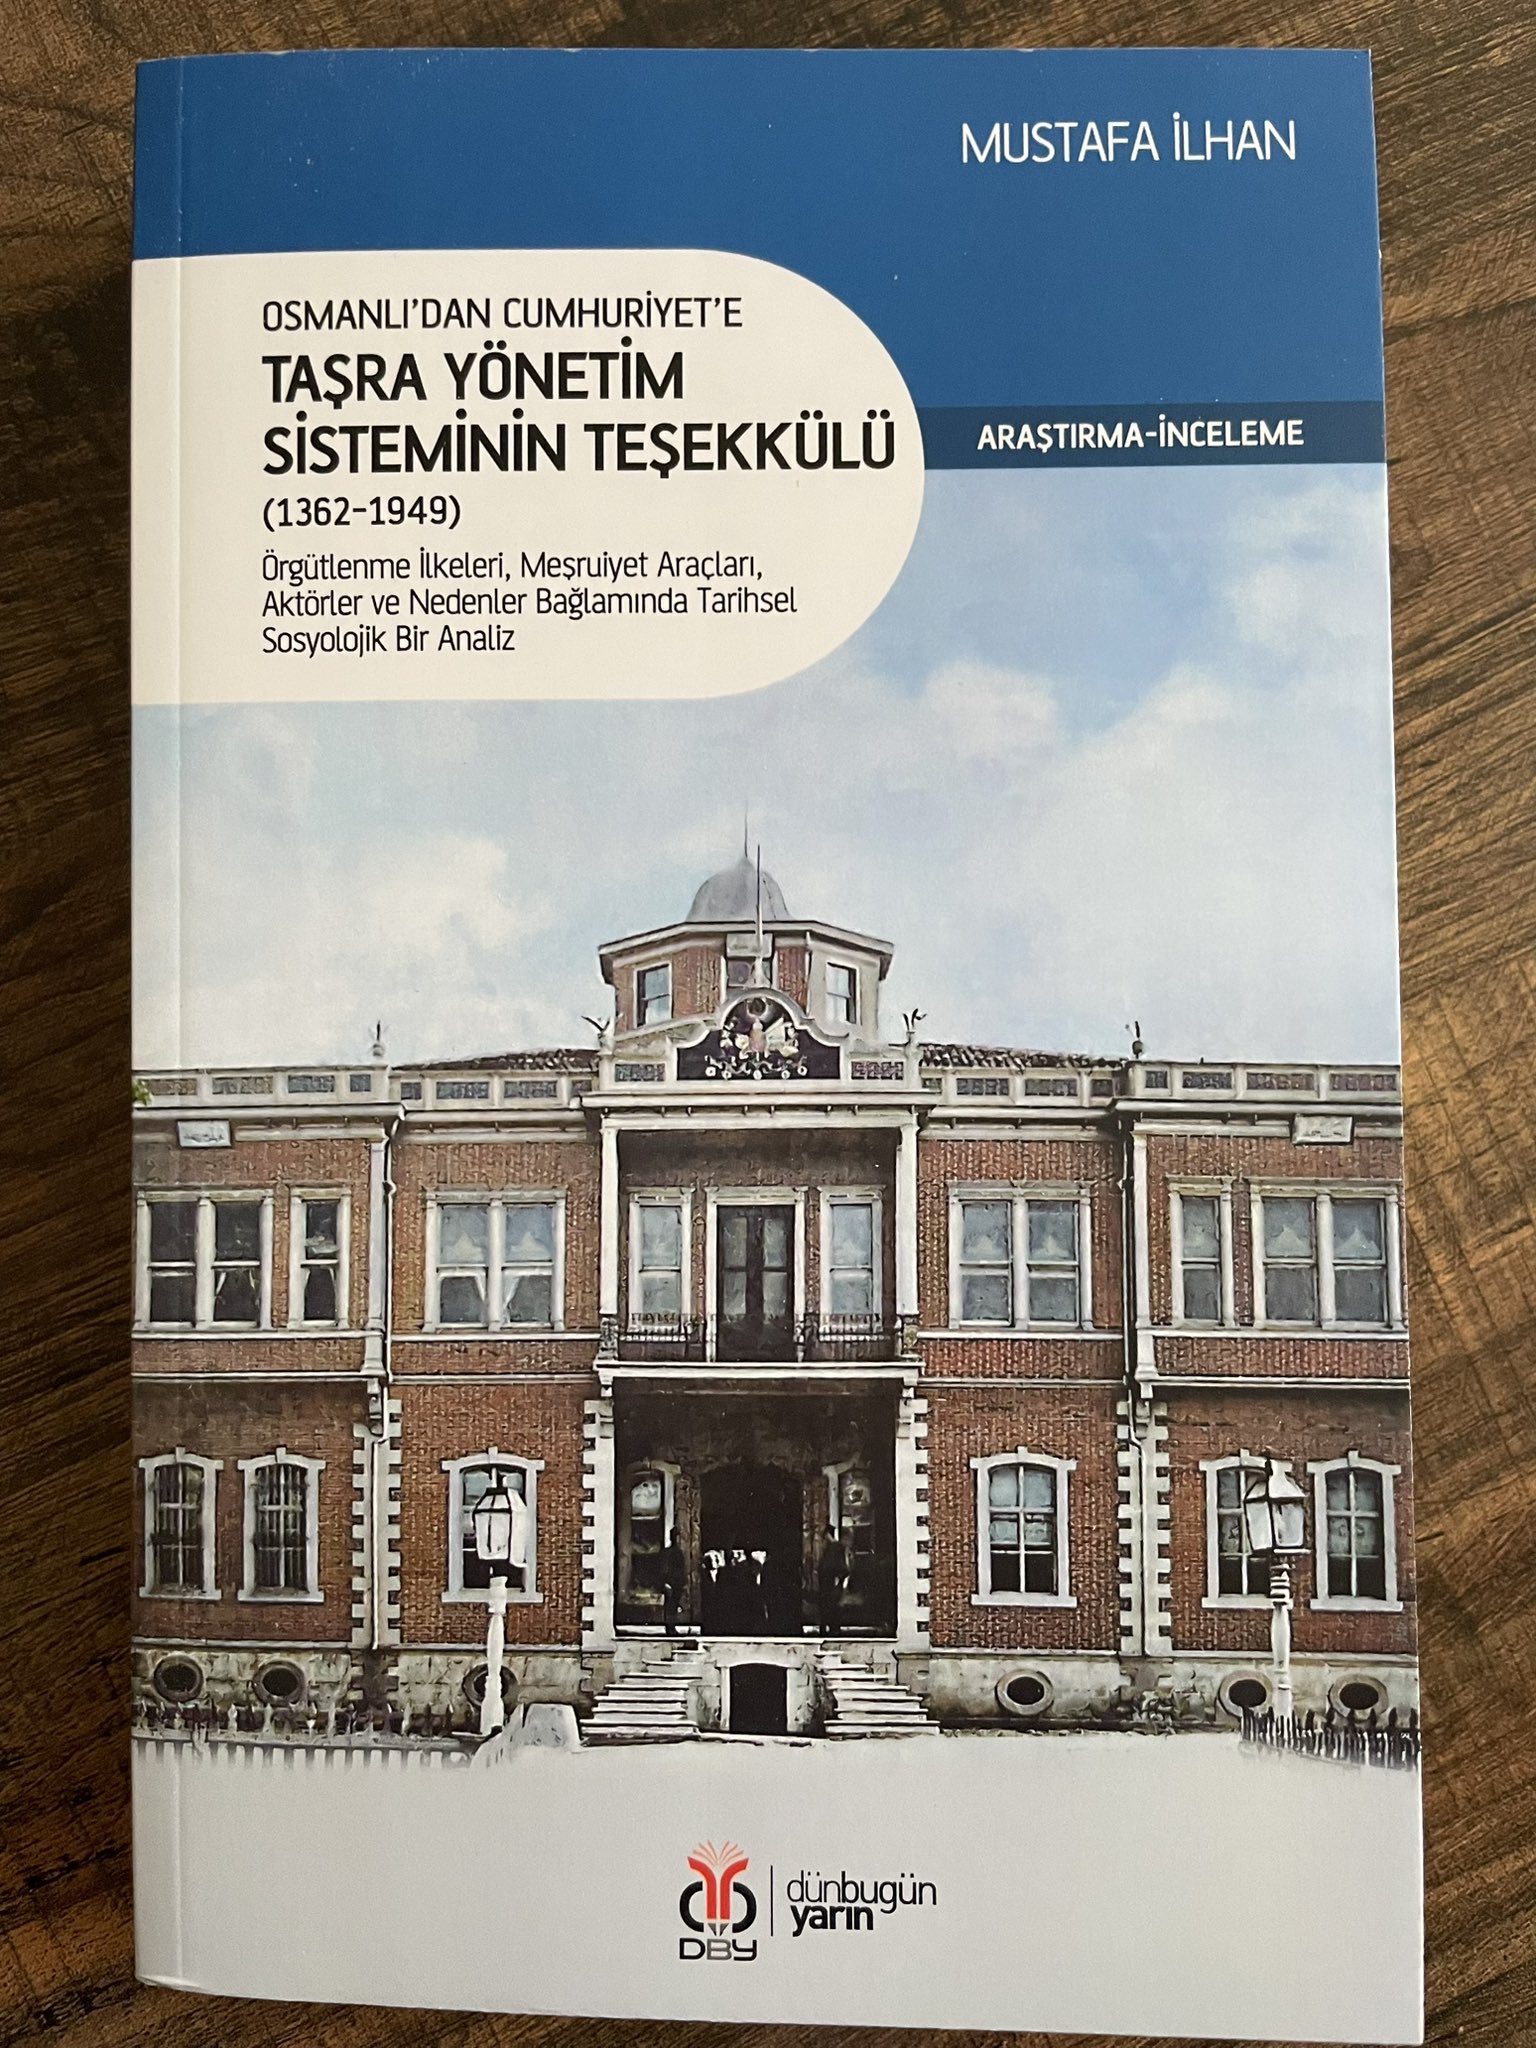 MUSTAFA İLHAN
OSMANLI'DAN CUMHURİYET'E
TAŞRA YÖNETİM
SİSTEMİNİN TEŞEKKÜLÜ
(1362-1949)
Örgütlenme İlkeleri, Meşruiyet Araçları,
Aktörler ve Nedenler Bağlamında Tarihsel
Sosyolojik Bir Analiz
ARAŞTIRMA-İNCELEME
DBY
dünbugün
yarın